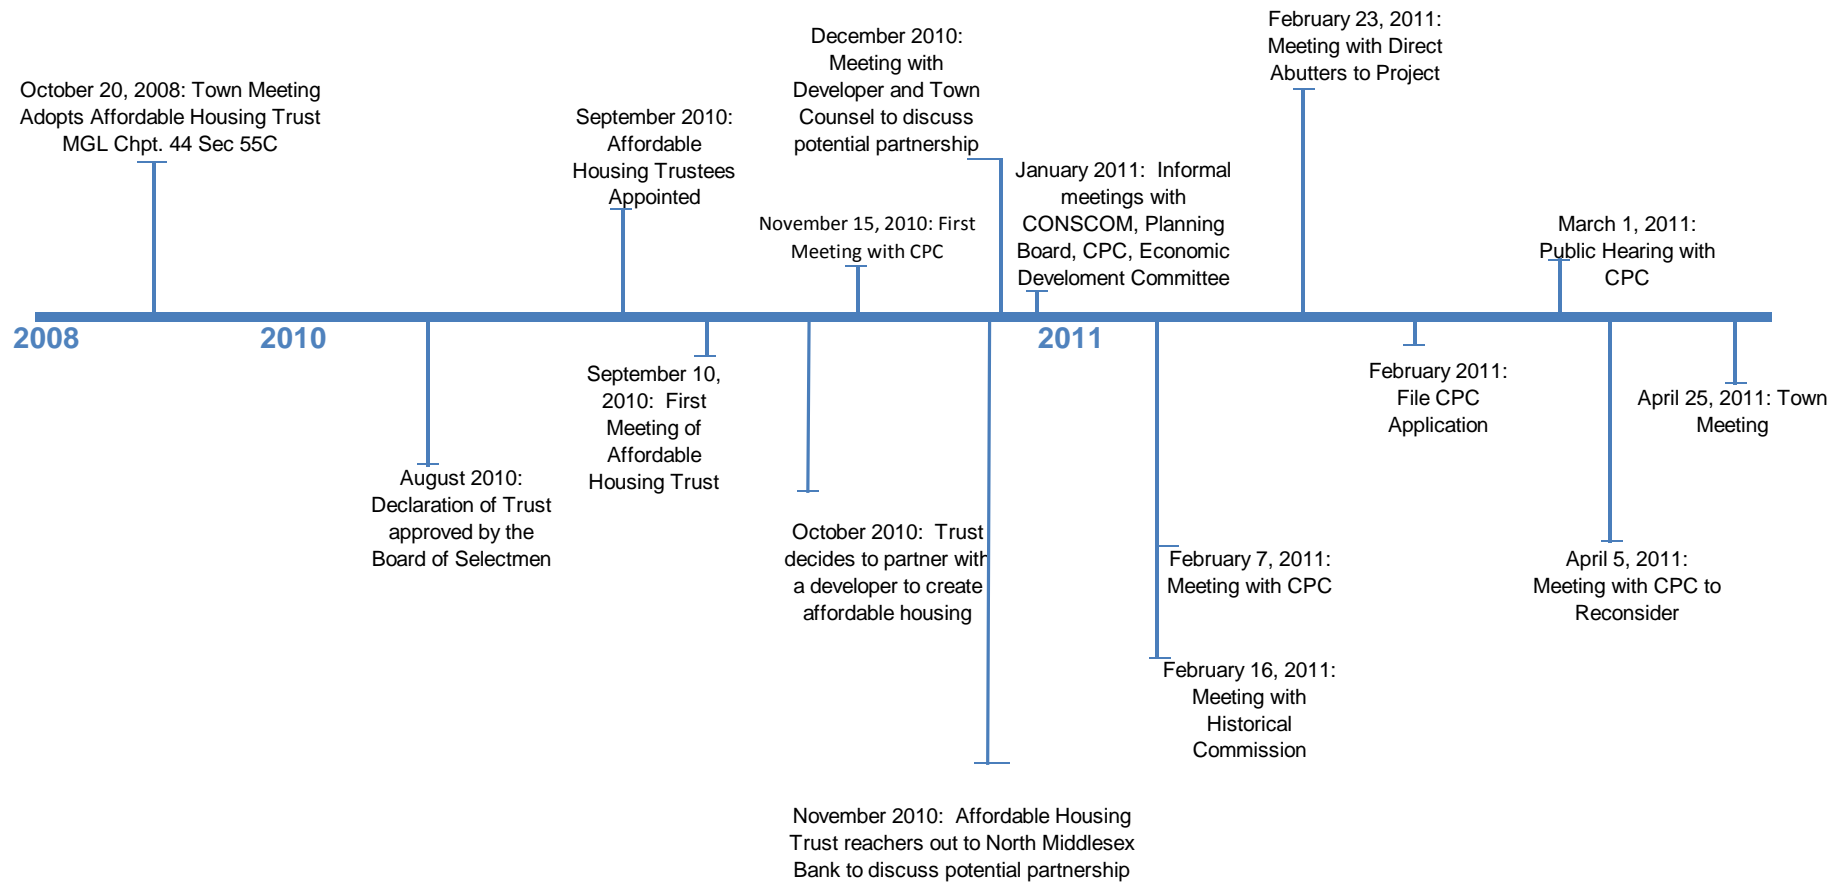 February 23, 2011:
Meeting with Direct
Abutters to Project
December 2010:
Meeting with
Developer and Town
Counsel to discuss
potential partnership
October 20, 2008: Town Meeting
Adopts Affordable Housing Trust
MGL Chpt. 44 Sec 55C
September 2010:
Affordable
Housing Trustees
Appointed
January 2011:  Informal
meetings with
CONSCOM, Planning
Board, CPC, Economic
Develoment Committee
November 15, 2010: First
Meeting with CPC
March 1, 2011:
Public Hearing with
CPC
2008
2010
2011
August 2010:
Declaration of Trust
approved by the
Board of Selectmen
September 10,
2010:  First
Meeting of
Affordable
Housing Trust
October 2010:  Trust
decides to partner with
a developer to create
affordable housing
November 2010:  Affordable Housing
Trust reachers out to North Middlesex
Bank to discuss potential partnership
February 7, 2011:
Meeting with CPC
February 16, 2011:
Meeting with
Historical
Commission
February 2011:
File CPC
Application
April 5, 2011:
Meeting with CPC to
Reconsider
April 25, 2011: Town
Meeting